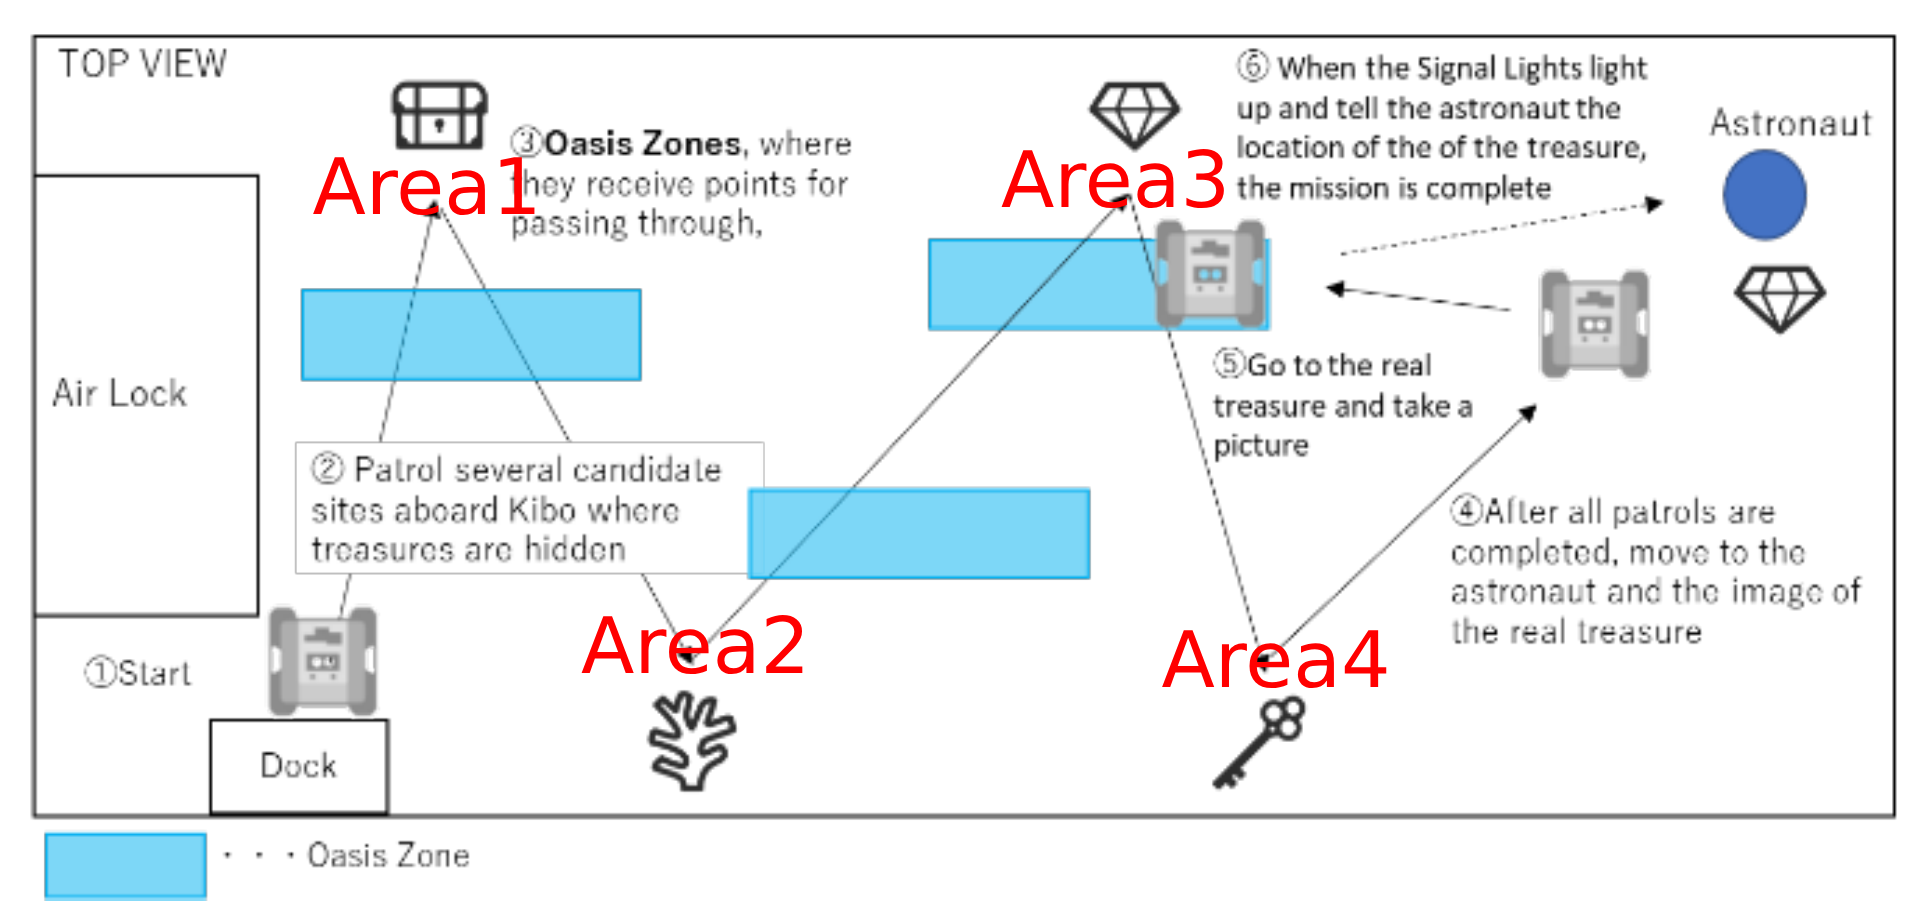 TOP VIEW
③Oasis Zones, where
they receive points for
passing through,
Area1
Area3
⑥ When the Signal Lights light
up and tell the astronaut the
location of the of the treasure,
the mission is complete
Astronaut
Air Lock
② Patrol several candidate
sites aboard Kibo where
treasures are hidden
⑤Go to the real
treasure and take a
picture
④After all patrols are
completed, move to the
astronaut and the image of
the real treasure
①Start
Area2
Area4
Dock
・・・Oasis Zone